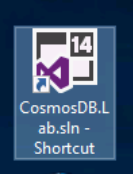 14
CosmosDB.L
ab.sln -
Shortcut